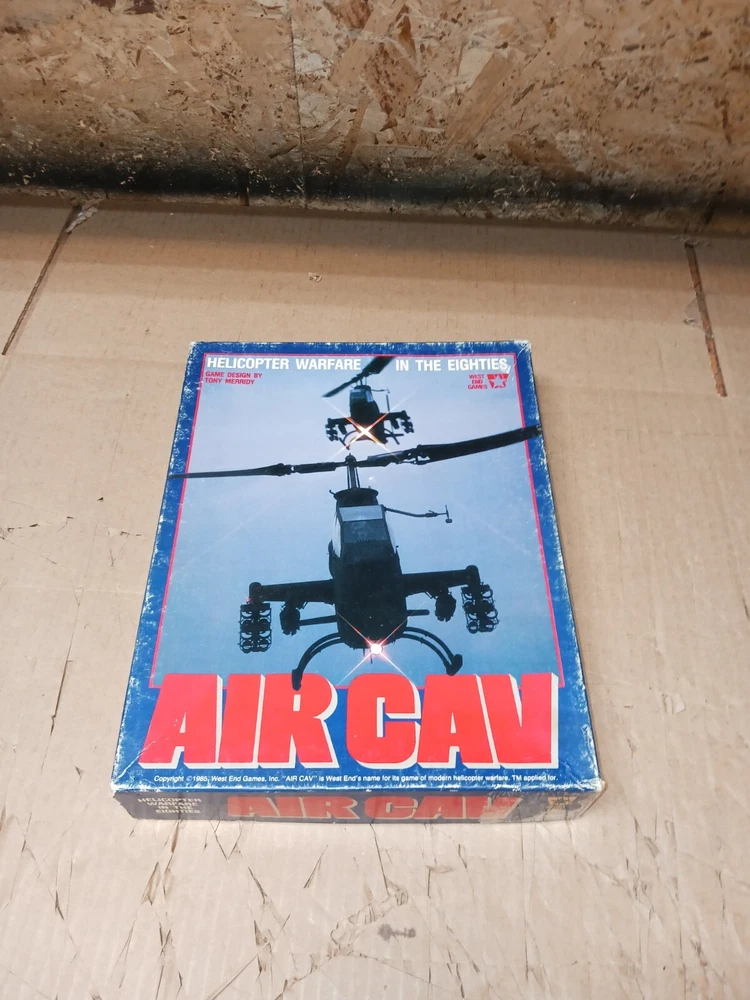 HELICOPTER WARFARE IN THE EIGHTIES
GAME DESIGN BY
TONY MERRIDY
WEST
END
GAMES
AIR CAV
Copyright ©1985, West End Games, Inc. "AIR CAV" is West End's name for its game of modern helicopter warfare. TM applied for.
HELICOPTER
WARFARE
IN THE
EIGHTIES
AIR CAV